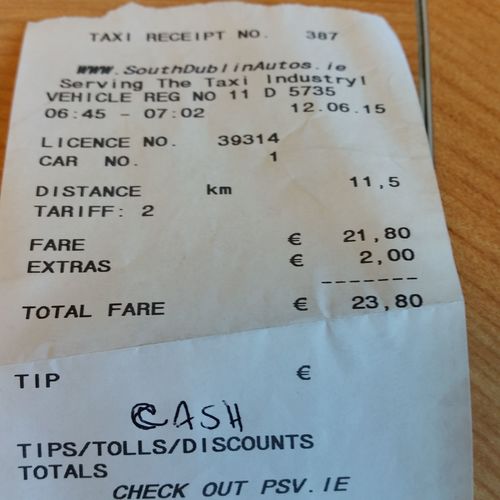 TAXI RECEIPT NO. 387
www.SouthDublinAutos.ie
Serving The Taxi Industry!
VEHICLE REG NO 11 D 5735
06:45 - 07:02 12.06.15
LICENCE NO. 39314
CAR NO. 1
DISTANCE km 11,5
TARIFF: 2
FARE € 21,80
EXTRAS € 2,00
-------
TOTAL FARE € 23,80
TIP €
CASH
TIPS/TOLLS/DISCOUNTS
TOTALS
CHECK OUT PSV.IE